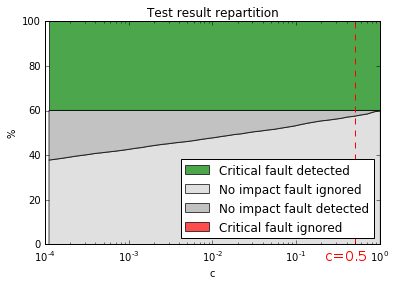 Test result repartition
100
80
60
40
20
0
%
Critical fault detected
No impact fault ignored
No impact fault detected
Critical fault ignored
10^-4
10^-3
10^-2
10^-1
10^0
c=0.5
c